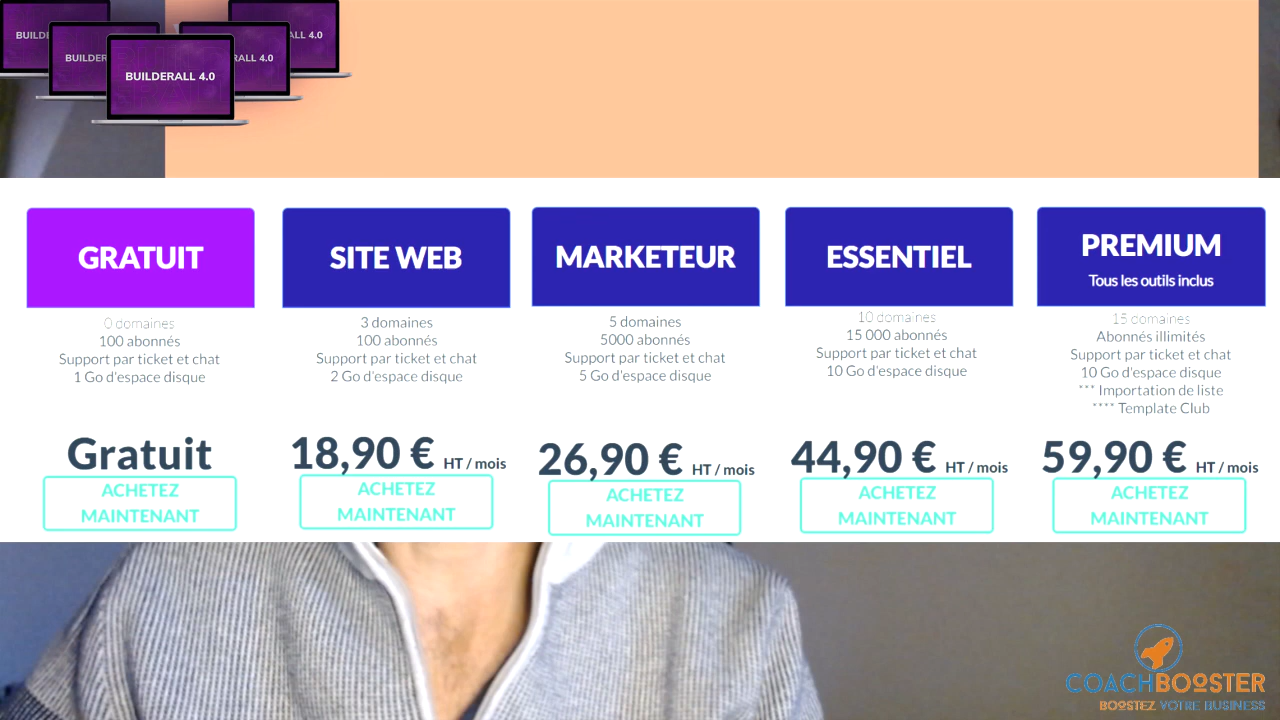 BUILDERALL 4.0
GRATUIT
0 domaines
100 abonnés
Support par ticket et chat
1 Go d'espace disque
Gratuit
ACHETEZ
MAINTENANT
SITE WEB
3 domaines
100 abonnés
Support par ticket et chat
2 Go d'espace disque
18,90 € HT / mois
ACHETEZ
MAINTENANT
MARKETEUR
5 domaines
5000 abonnés
Support par ticket et chat
5 Go d'espace disque
26,90 € HT / mois
ACHETEZ
MAINTENANT
ESSENTIEL
10 domaines
15 000 abonnés
Support par ticket et chat
10 Go d'espace disque
44,90 € HT / mois
ACHETEZ
MAINTENANT
PREMIUM
Tous les outils inclus
15 domaines
Abonnés illimités
Support par ticket et chat
10 Go d'espace disque
*** Importation de liste
**** Template Club
59,90 € HT / mois
ACHETEZ
MAINTENANT
COACHBOOSTER
BOOSTEZ VOTRE BUSINESS